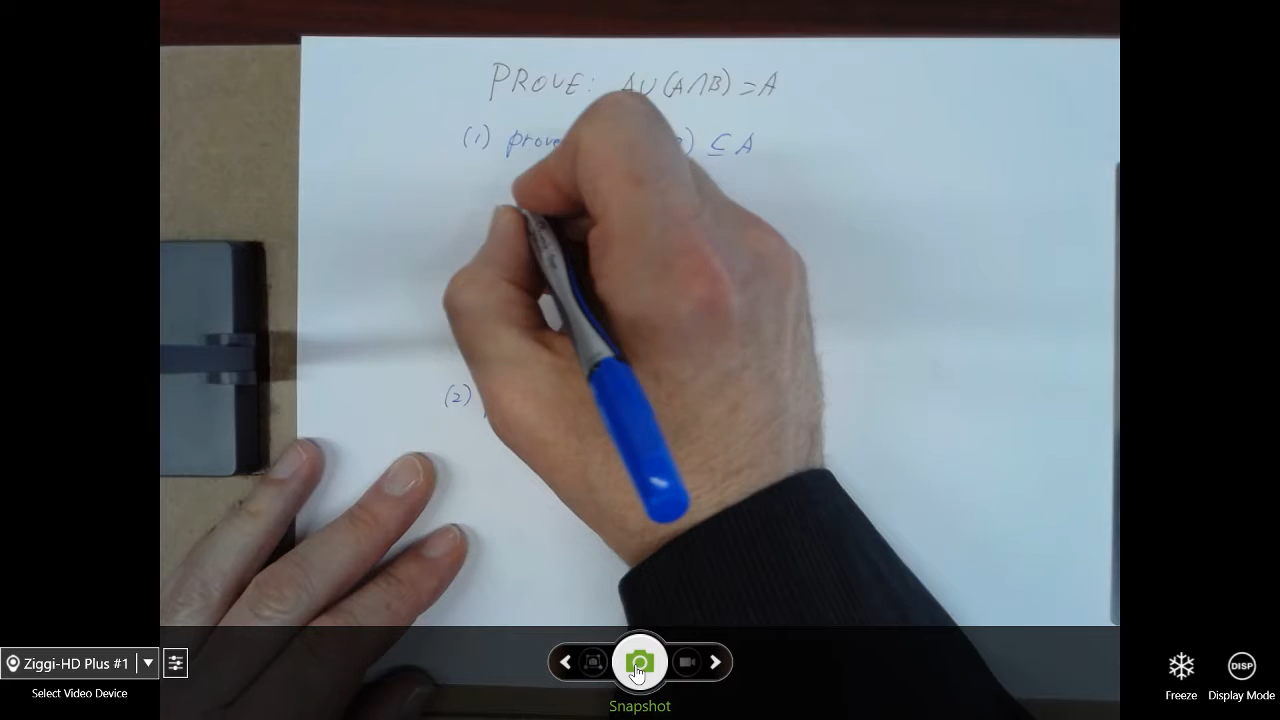 PROVE: A∪(A∩B) = A
(1) prove ) ⊆ A
(2)
Ziggi-HD Plus #1
Select Video Device
Snapshot
Freeze
DISP
Display Mode